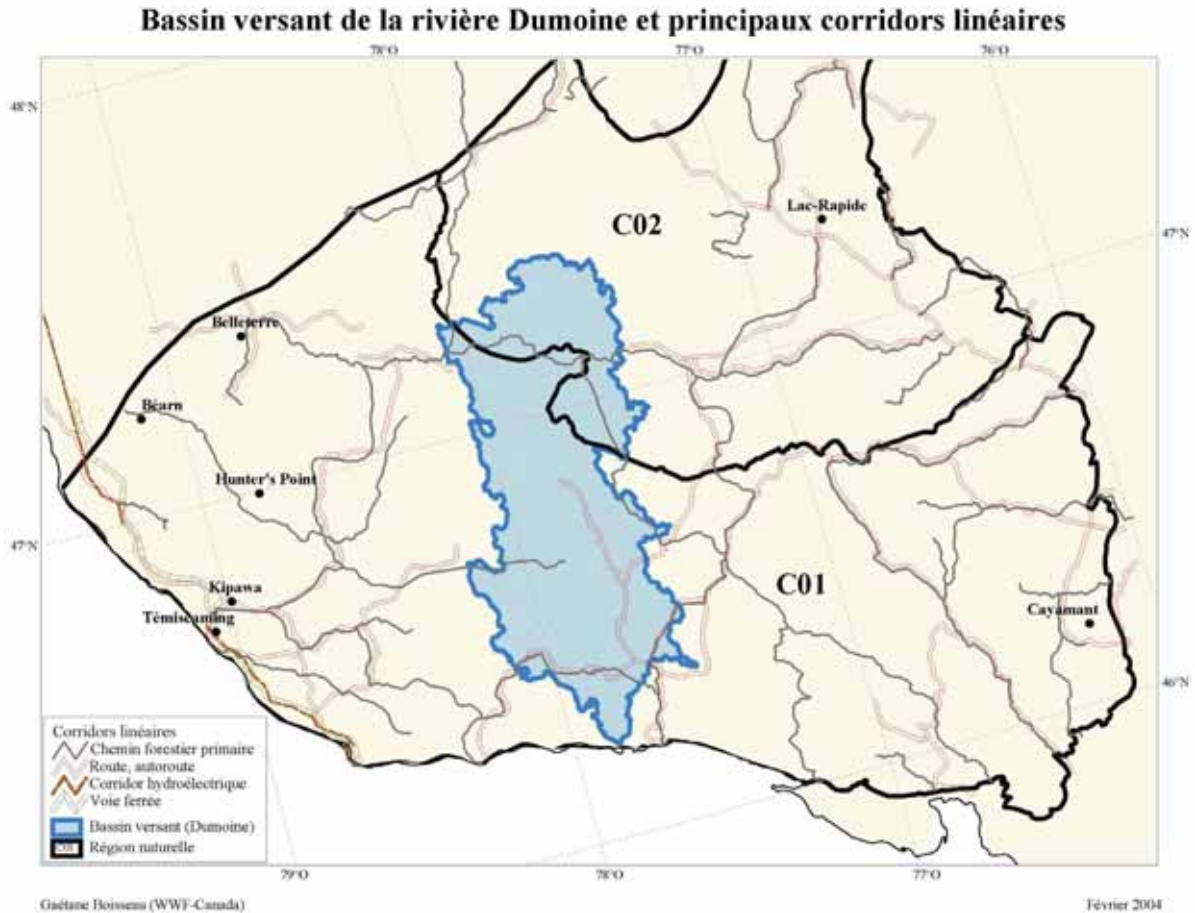 Bassin versant de la rivière Dumoine et principaux corridors linéaires
78°O
77°O
76°O
48°N
Lac-Rapide
C02
47°N
Belleterre
Béarn
Hunter's Point
47°N
Kipawa
C01
Témiscaming
Cayamant
46°N
Corridors linéaires
Chemin forestier primaire
Route, autoroute
Corridor hydroélectrique
Voie ferrée
Bassin versant (Dumoine)
Région naturelle
79°O
78°O
77°O
Gaétane Boisseau (WWF-Canada)
Février 2004